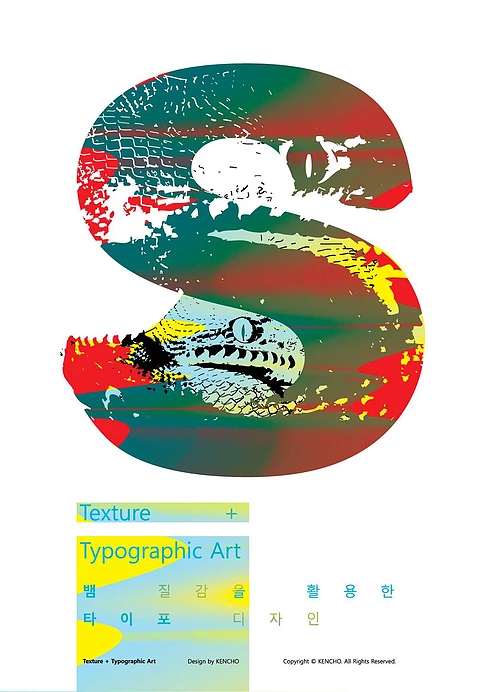 S
Texture +
Typographic Art
뱀 질감을 활용한
타이포 디자인
Texture + Typographic Art Design by KENCHO Copyright © KENCHO. All Rights Reserved.